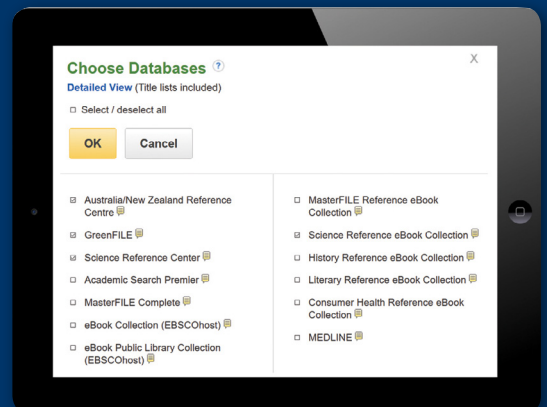 Choose Databases ?
X
Detailed View (Title lists included)
Select / deselect all
OK
Cancel
Australia/New Zealand Reference
Centre
GreenFILE
Science Reference Center
Academic Search Premier
MasterFILE Complete
eBook Collection (EBSCOhost)
eBook Public Library Collection
(EBSCOhost)
MasterFILE Reference eBook
Collection
Science Reference eBook Collection
History Reference eBook Collection
Literary Reference eBook Collection
Consumer Health Reference eBook
Collection
MEDLINE